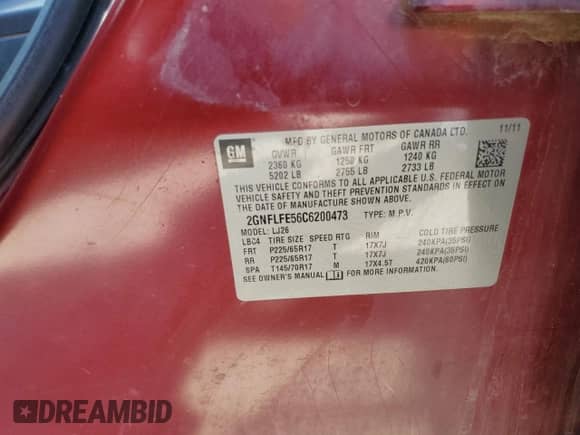 GM
MFD BY GENERAL MOTORS OF CANADA LTD.
11/11
GVWR GAWR FRT GAWR RR
2360 KG 1250 KG 1240 KG
5202 LB 2755 LB 2733 LB
THIS VEHICLE CONFORMS TO ALL APPLICABLE U.S. FEDERAL MOTOR
VEHICLE SAFETY AND THEFT PREVENTION STANDARDS IN EFFECT ON
THE DATE OF MANUFACTURE SHOWN ABOVE.
2GNFLFE56C6200473 TYPE: M.P.V.
MODEL: LJ26
LBC4 TIRE SIZE SPEED RTG RIM COLD TIRE PRESSURE
FRT P225/65R17 T 17X7J 240KPA(35PSI)
RR P225/65R17 T 17X7J 240KPA(35PSI)
SPA T145/70R17 M 17X4.5T 420KPA(60PSI)
SEE OWNER'S MANUAL FOR MORE INFORMATION.
DREAMBID